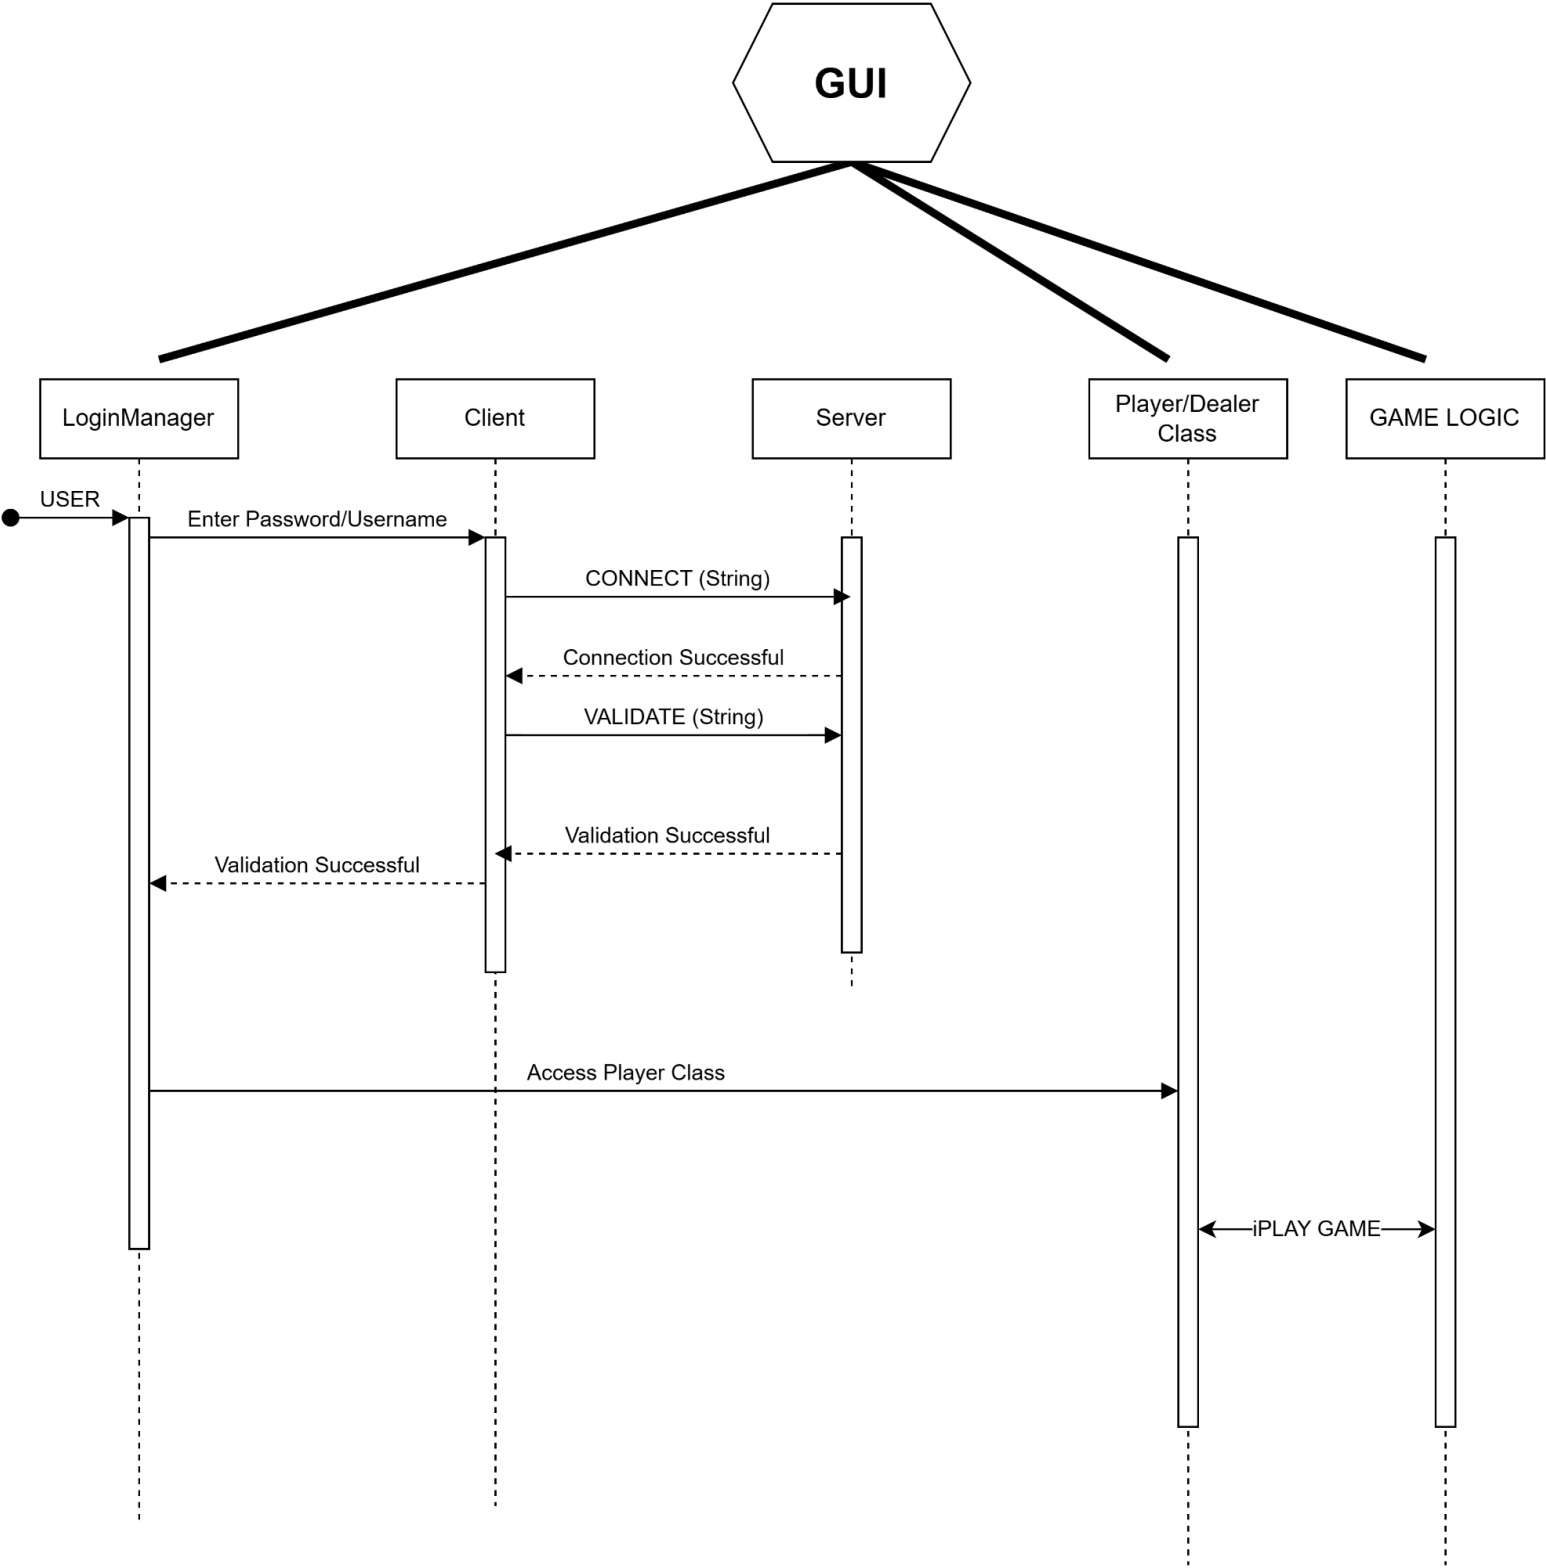 GUI
LoginManager
Client
Server
Player/Dealer
Class
GAME LOGIC
USER
Enter Password/Username
CONNECT (String)
Connection Successful
VALIDATE (String)
Validation Successful
Validation Successful
Access Player Class
iPLAY GAME